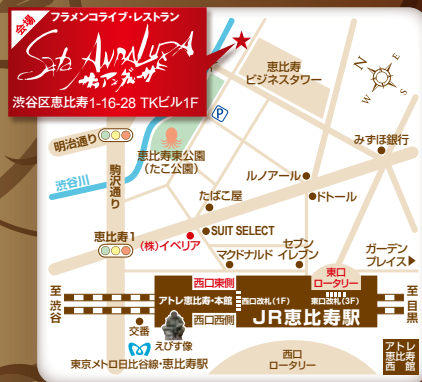 会場
フラメンコライブ・レストラン
Sala ANDALUZA
サラ・アンダルーサ
渋谷区恵比寿1-16-28 TKビル1F
恵比寿
ビジネスタワー
N
E
W
S
P
明治通り
恵比寿東公園
(たこ公園)
みずほ銀行
駒沢通り
渋谷川
ルノアール
たばこ屋
ドトール
恵比寿1
SUIT SELECT
(株)イベリア
マクドナルド
セブン
イレブン
ガーデン
プレイス
西口東側
東口
ロータリー
至渋谷
アトレ恵比寿・本館
西口改札(1F)
東口改札(3F)
至目黒
西口西側
JR恵比寿駅
交番
えびす像
東京メトロ日比谷線・恵比寿駅
西口
ロータリー
アトレ
恵比寿
西館